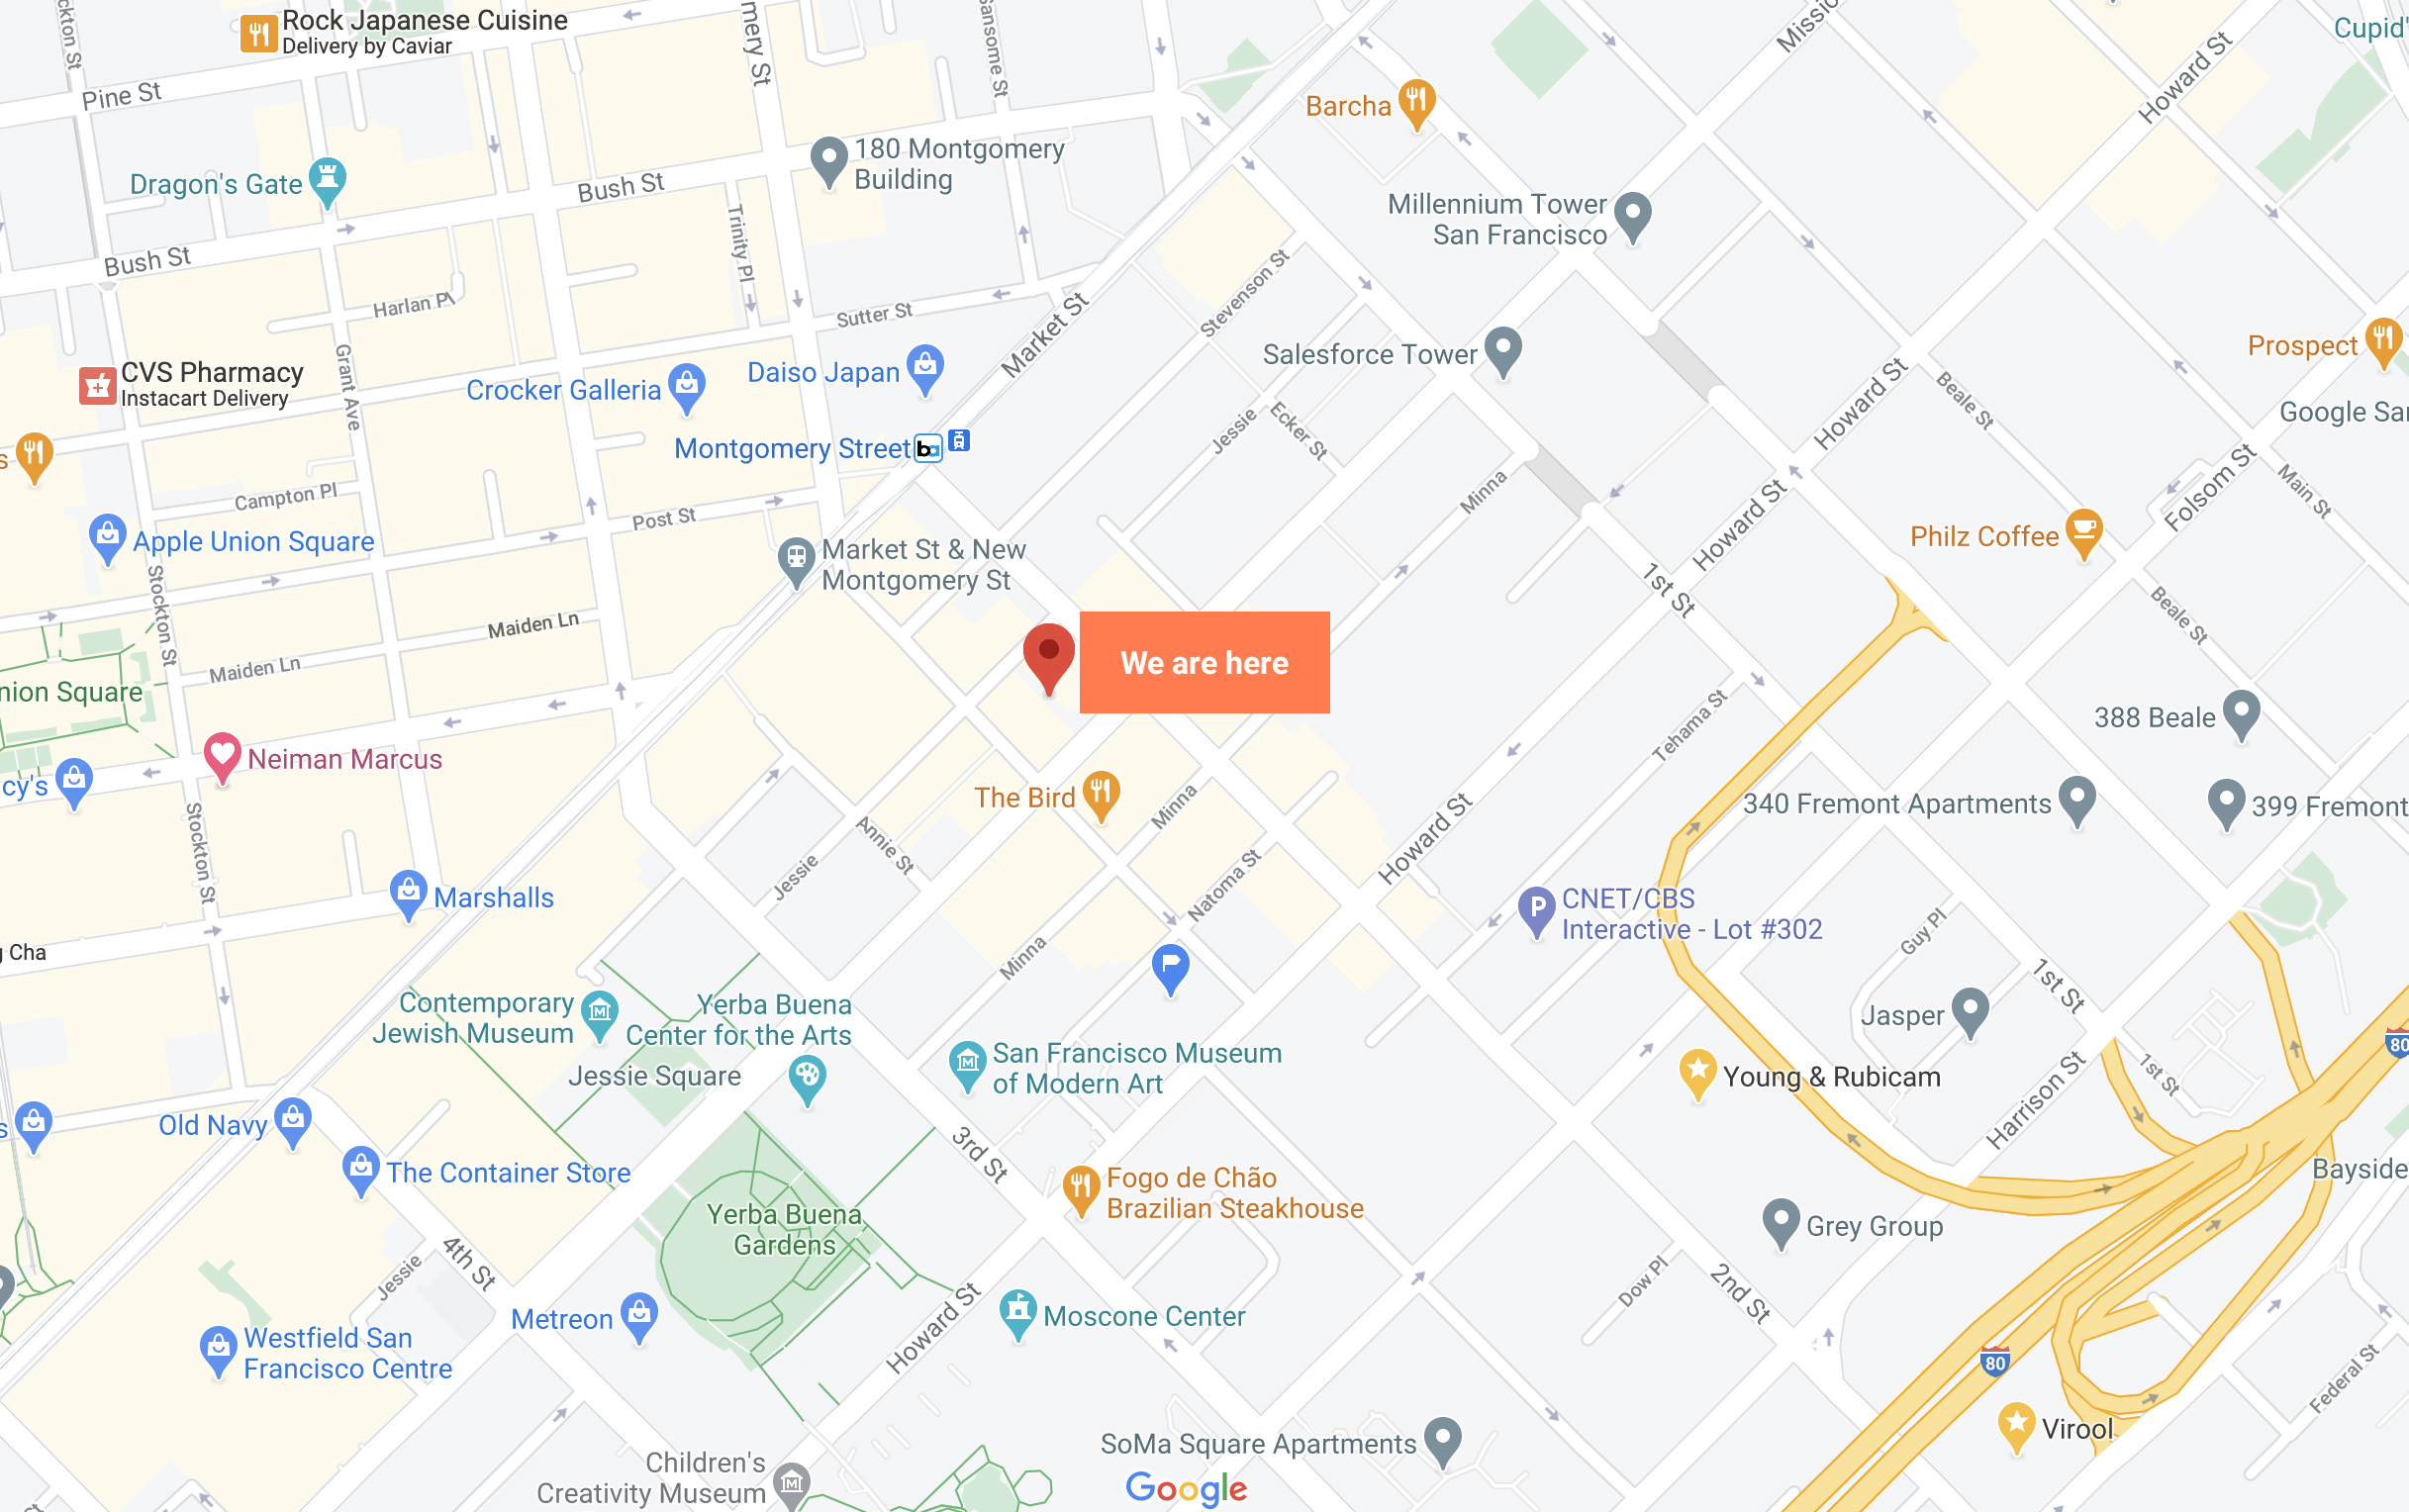 ckton St
Rock Japanese Cuisine
Delivery by Caviar
mery St
Sansome St
Missio
Howard St
Cupid'
Pine St
Barcha
180 Montgomery
Building
Dragon's Gate
Bush St
Trinity Pl
Millennium Tower
San Francisco
Bush St
Harlan Pl
Sutter St
Market St
Stevenson St
Salesforce Tower
Prospect
CVS Pharmacy
Instacart Delivery
Grant Ave
Crocker Galleria
Daiso Japan
Jessie
Ecker St
Howard St
Beale St
Google Sa
s
Montgomery Street
Campton Pl
Post St
Minna
Howard St
Folsom St
Main St
Apple Union Square
Market St & New
Montgomery St
Philz Coffee
Stockton St
Maiden Ln
Maiden Ln
1st St
Beale St
nion Square
We are here
Tehama St
388 Beale
Neiman Marcus
cy's
The Bird
Minna
340 Fremont Apartments
399 Fremont
Stockton St
Annie St
Jessie
Howard St
Natoma St
Marshalls
CNET/CBS
Interactive - Lot #302
P
g Cha
Minna
Guy Pl
1st St
Contemporary
Jewish Museum
Yerba Buena
Center for the Arts
Jessie Square
San Francisco Museum
of Modern Art
Jasper
80
Young & Rubicam
1st St
Harrison St
s
Old Navy
The Container Store
3rd St
Fogo de Chão
Brazilian Steakhouse
Bayside
Yerba Buena
Gardens
Grey Group
4th St
Jessie
Dow Pl
2nd St
Metreon
Howard St
Moscone Center
Westfield San
Francisco Centre
80
Federal St
Virool
SoMa Square Apartments
Children's
Creativity Museum
Google